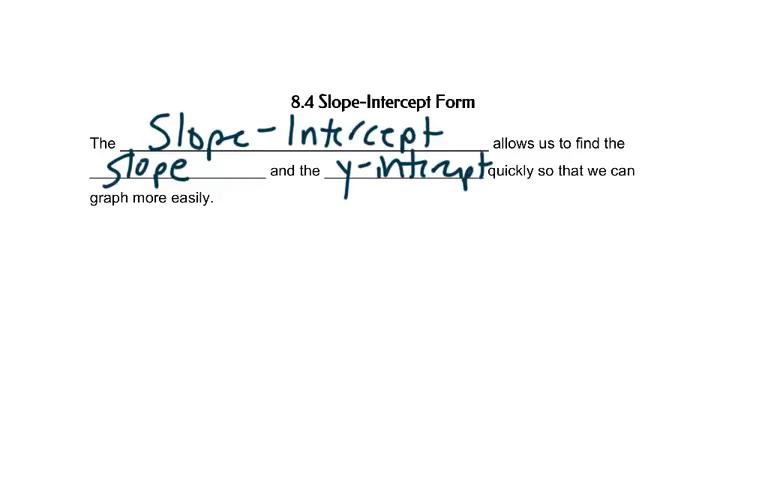 8.4 Slope-Intercept Form
The Slope-Intercept allows us to find the
slope and the y-intercept quickly so that we can
graph more easily.